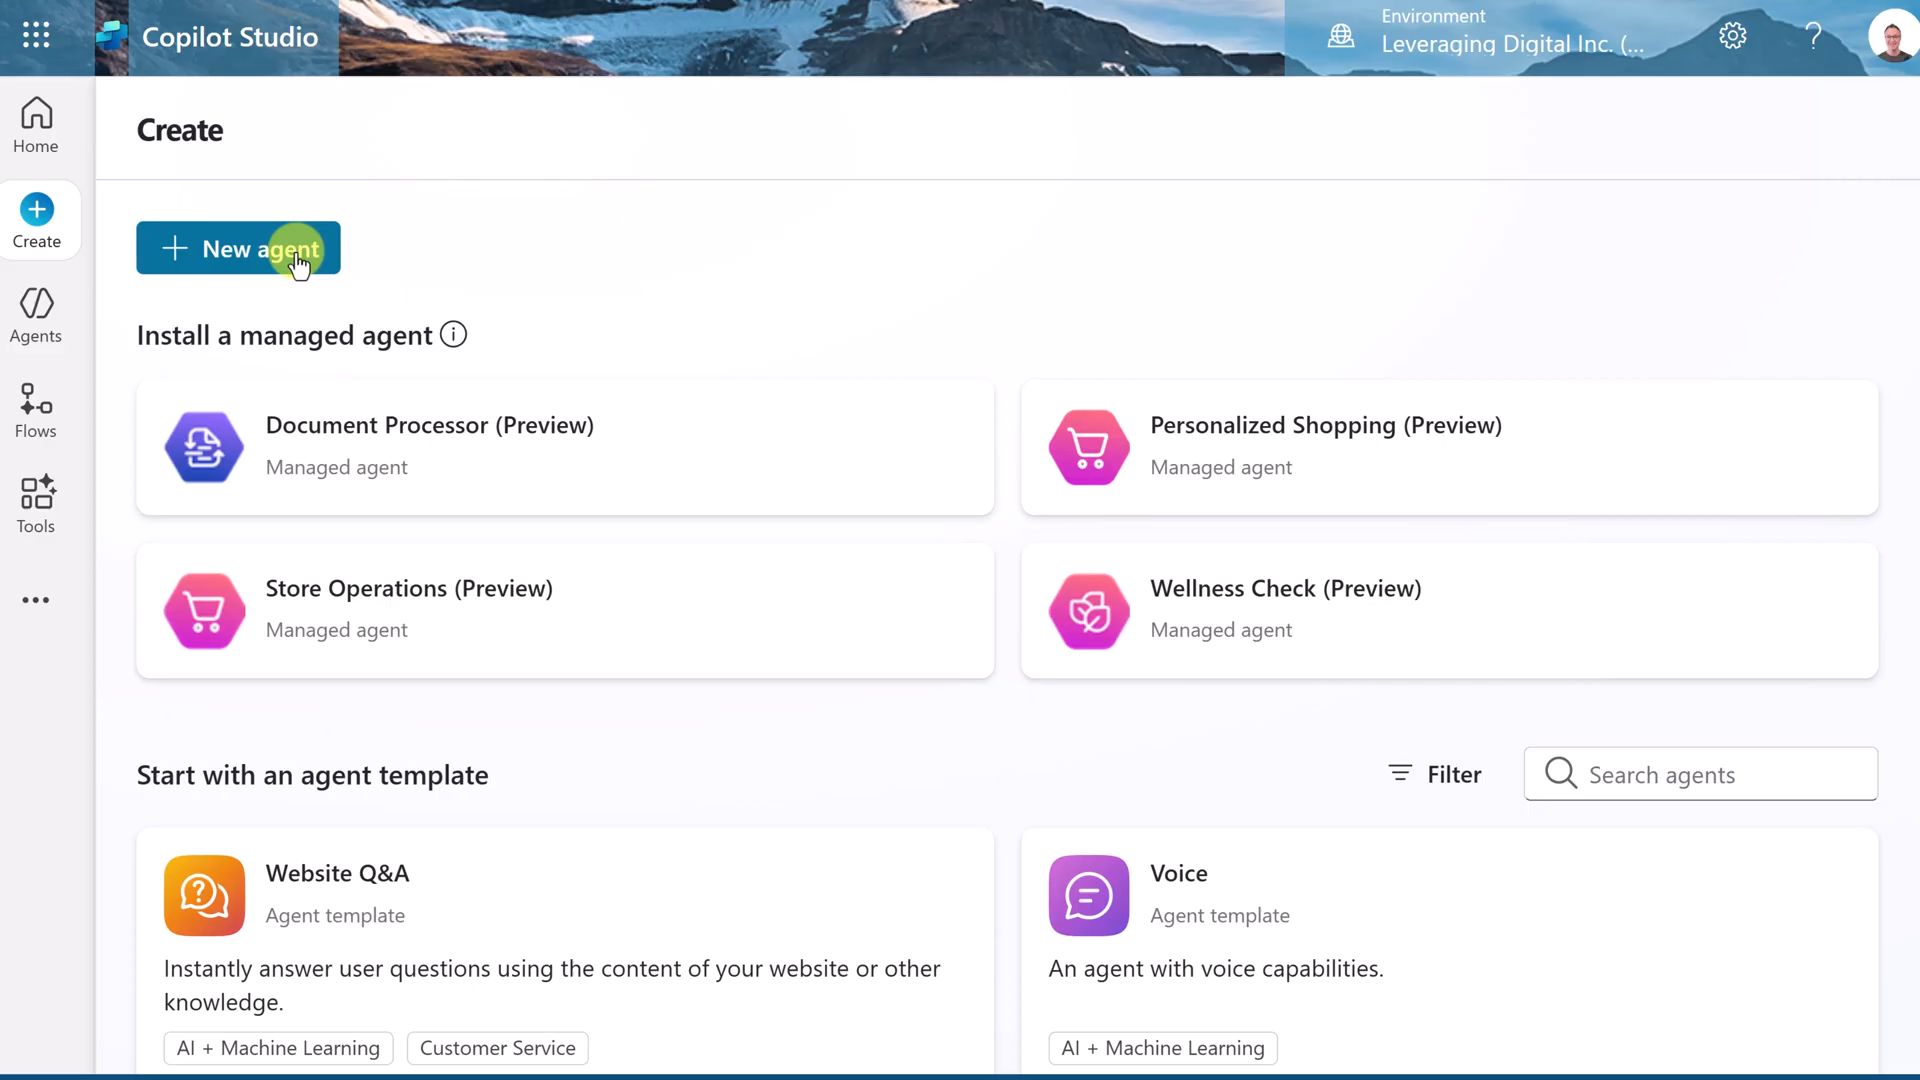 Copilot Studio
Environment
Leveraging Digital Inc. (...
Home
Create
Agents
Flows
Tools
Create
New agent
Install a managed agent
Document Processor (Preview)
Managed agent
Personalized Shopping (Preview)
Managed agent
Store Operations (Preview)
Managed agent
Wellness Check (Preview)
Managed agent
Start with an agent template
Filter
Search agents
Website Q&A
Agent template
Instantly answer user questions using the content of your website or other
knowledge.
AI + Machine Learning
Customer Service
Voice
Agent template
An agent with voice capabilities.
AI + Machine Learning